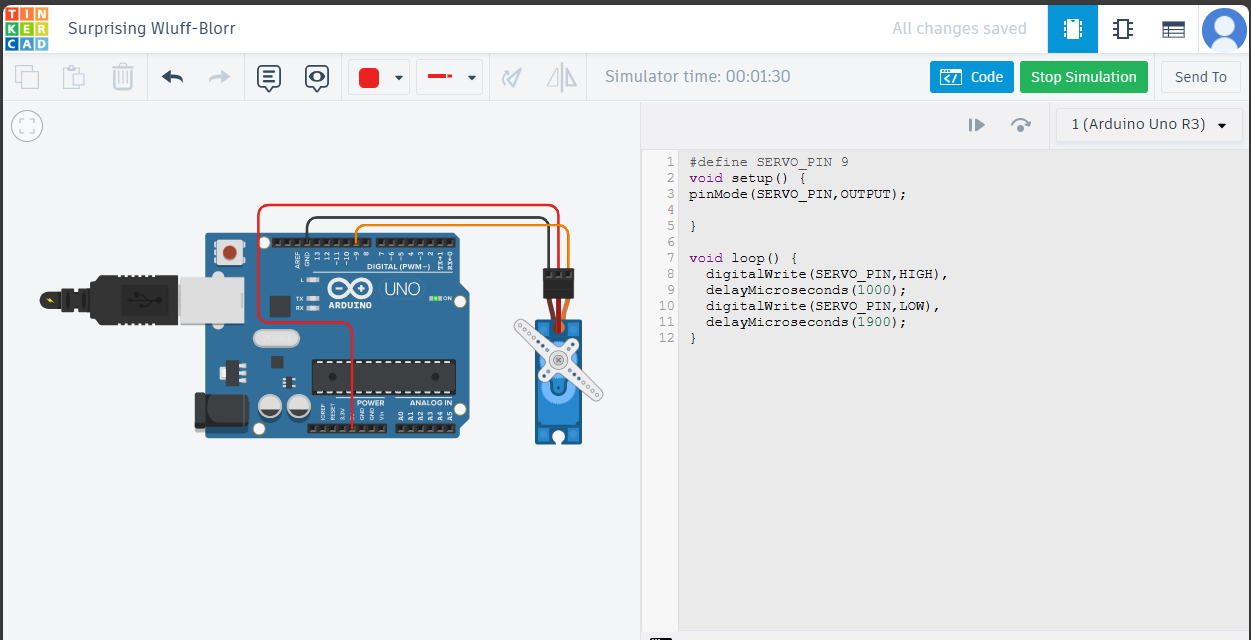 TINKERCAD
Surprising Wluff-Blorr
All changes saved
Simulator time: 00:01:30
Code
Stop Simulation
Send To
1 (Arduino Uno R3)
AREF
GND
13
12
~11
~10
~9
8
7
~6
~5
4
~3
2
TX→1
RX←0
DIGITAL (PWM~)
L
TX
RX
ARDUINO
UNO
ON
POWER
ANALOG IN
IOREF
RESET
3.3V
GND
GND
Vin
A0
A1
A2
A3
A4
A5
1 #define SERVO_PIN 9
2 void setup() {
3 pinMode(SERVO_PIN,OUTPUT);
4
5 }
6
7 void loop() {
8 digitalWrite(SERVO_PIN,HIGH),
9 delayMicroseconds(1000);
10 digitalWrite(SERVO_PIN,LOW),
11 delayMicroseconds(1900);
12 }